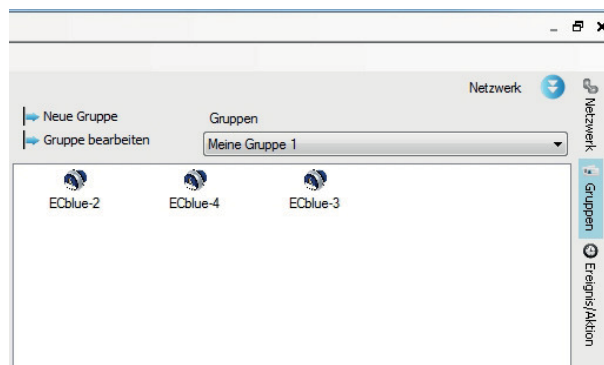 Netzwerk
Neue Gruppe
Gruppen
Gruppe bearbeiten
Meine Gruppe 1
ECblue-2
ECblue-4
ECblue-3
Netzwerk
Gruppen
Ereignis/Aktion